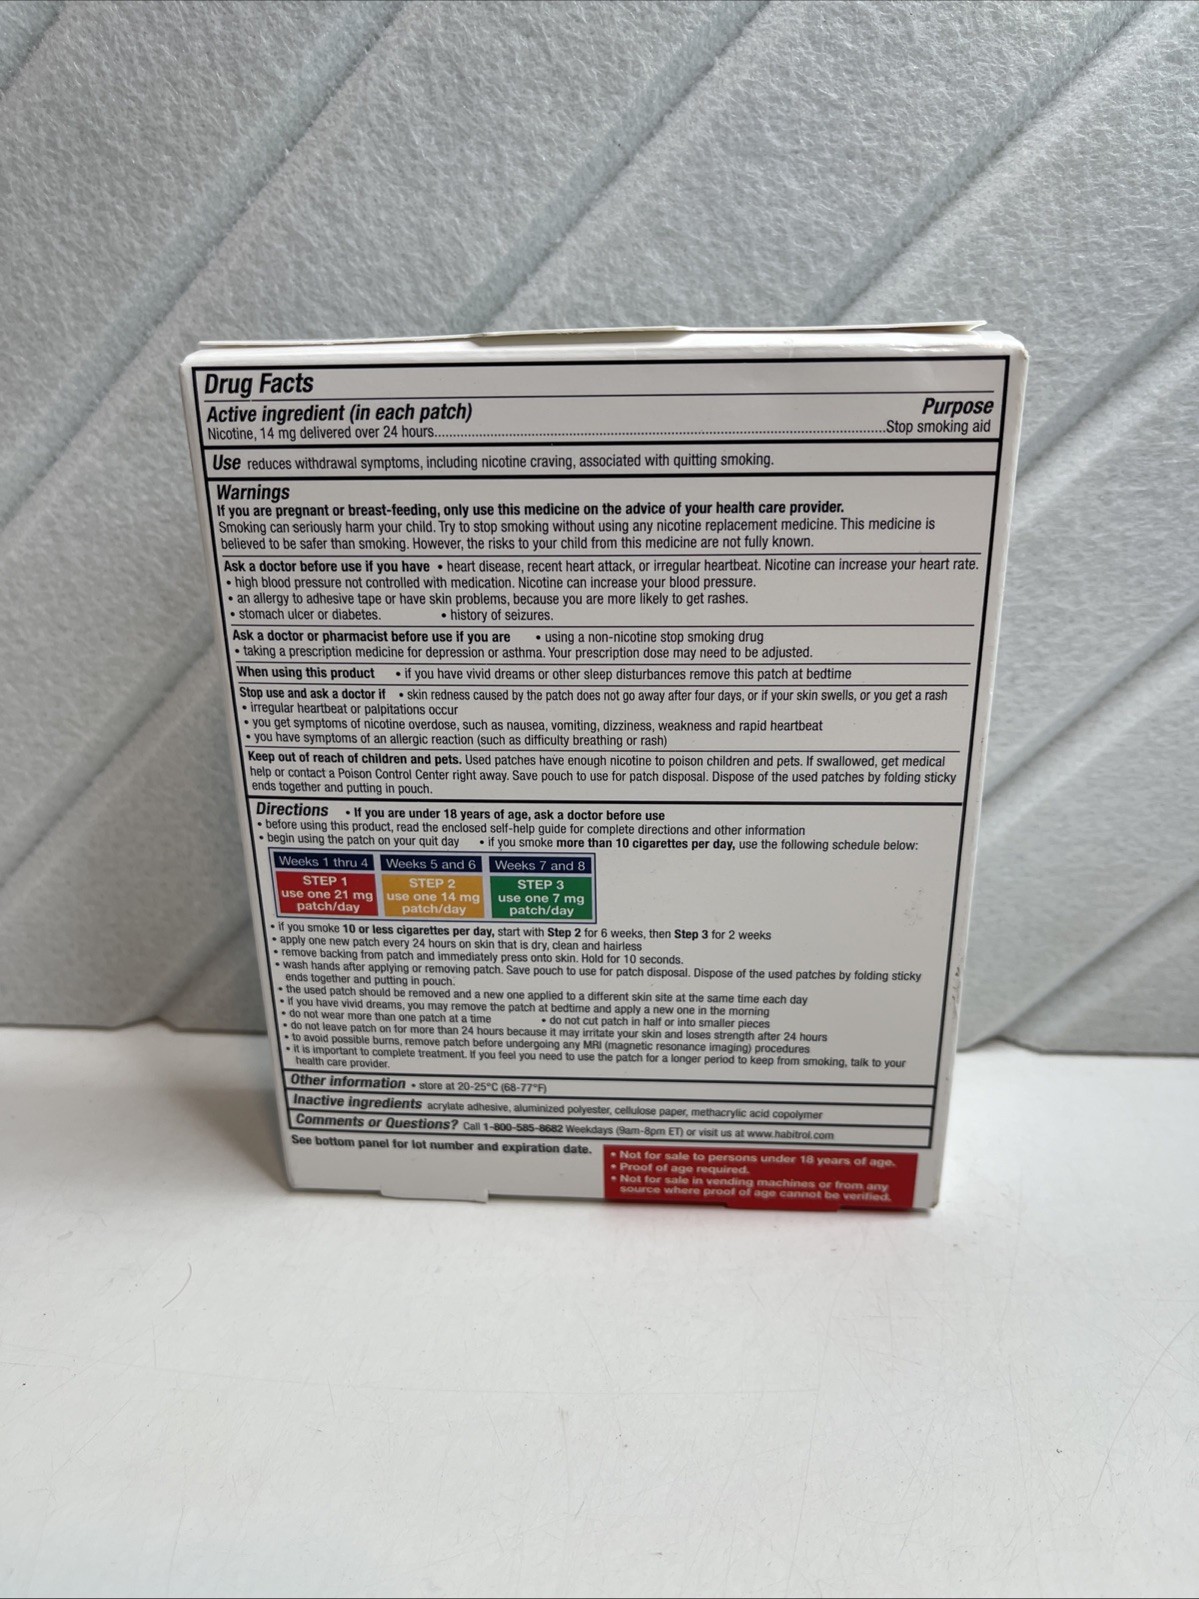 Drug Facts
Active ingredient (in each patch) Purpose
Nicotine, 14 mg delivered over 24 hours..........Stop smoking aid
Use reduces withdrawal symptoms, including nicotine craving, associated with quitting smoking.
Warnings
If you are pregnant or breast-feeding, only use this medicine on the advice of your health care provider.
Smoking can seriously harm your child. Try to stop smoking without using any nicotine replacement medicine. This medicine is
believed to be safer than smoking. However, the risks to your child from this medicine are not fully known.
Ask a doctor before use if you have • heart disease, recent heart attack, or irregular heartbeat. Nicotine can increase your heart rate.
• high blood pressure not controlled with medication. Nicotine can increase your blood pressure.
• an allergy to adhesive tape or have skin problems, because you are more likely to get rashes.
• stomach ulcer or diabetes. • history of seizures.
Ask a doctor or pharmacist before use if you are • using a non-nicotine stop smoking drug
• taking a prescription medicine for depression or asthma. Your prescription dose may need to be adjusted.
When using this product • if you have vivid dreams or other sleep disturbances remove this patch at bedtime
Stop use and ask a doctor if • skin redness caused by the patch does not go away after four days, or if your skin swells, or you get a rash
• irregular heartbeat or palpitations occur
• you get symptoms of nicotine overdose, such as nausea, vomiting, dizziness, weakness and rapid heartbeat
• you have symptoms of an allergic reaction (such as difficulty breathing or rash)
Keep out of reach of children and pets. Used patches have enough nicotine to poison children and pets. If swallowed, get medical
help or contact a Poison Control Center right away. Save pouch to use for patch disposal. Dispose of the used patches by folding sticky
ends together and putting in pouch.
Directions • If you are under 18 years of age, ask a doctor before use
• before using this product, read the enclosed self-help guide for complete directions and other information
• begin using the patch on your quit day • if you smoke more than 10 cigarettes per day, use the following schedule below:
Weeks 1 thru 4 Weeks 5 and 6 Weeks 7 and 8
STEP 1 STEP 2 STEP 3
use one 21 mg use one 14 mg use one 7 mg
patch/day patch/day patch/day
• if you smoke 10 or less cigarettes per day, start with Step 2 for 6 weeks, then Step 3 for 2 weeks
• apply one new patch every 24 hours on skin that is dry, clean and hairless
• remove backing from patch and immediately press onto skin. Hold for 10 seconds.
• wash hands after applying or removing patch. Save pouch to use for patch disposal. Dispose of the used patches by folding sticky
ends together and putting in pouch.
• the used patch should be removed and a new one applied to a different skin site at the same time each day
• if you have vivid dreams, you may remove the patch at bedtime and apply a new one in the morning
• do not wear more than one patch at a time • do not cut patch in half or into smaller pieces
• do not leave patch on for more than 24 hours because it may irritate your skin and loses strength after 24 hours
• to avoid possible burns, remove patch before undergoing any MRI (magnetic resonance imaging) procedures
• it is important to complete treatment. If you feel you need to use the patch for a longer period to keep from smoking, talk to your
health care provider.
Other information • store at 20-25°C (68-77°F)
Inactive ingredients acrylate adhesive, aluminized polyester, cellulose paper, methacrylic acid copolymer
Comments or Questions? Call 1-800-585-8682 Weekdays (9am-8pm ET) or visit us at www.habitrol.com
See bottom panel for lot number and expiration date.
• Not for sale to persons under 18 years of age.
• Proof of age required.
• Not for sale in vending machines or from any
source where proof of age cannot be verified.